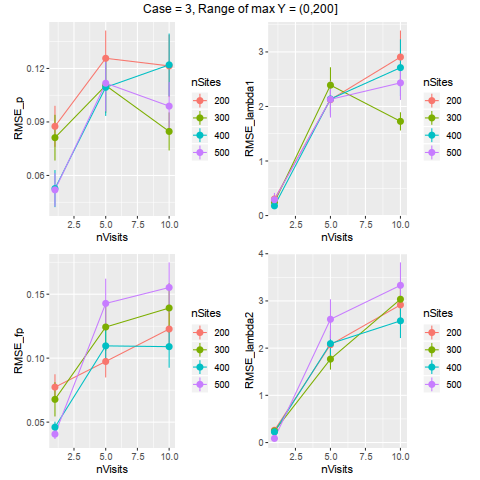 Case = 3, Range of max Y = (0,200]
RMSE_p
0.12
0.09
0.06
2.5 5.0 7.5 10.0
nVisits
nSites
200
300
400
500
RMSE_lambda1
3
2
1
0
2.5 5.0 7.5 10.0
nVisits
nSites
200
300
400
500
RMSE_fp
0.15
0.10
0.05
2.5 5.0 7.5 10.0
nVisits
nSites
200
300
400
500
RMSE_lambda2
4
3
2
1
0
2.5 5.0 7.5 10.0
nVisits
nSites
200
300
400
500